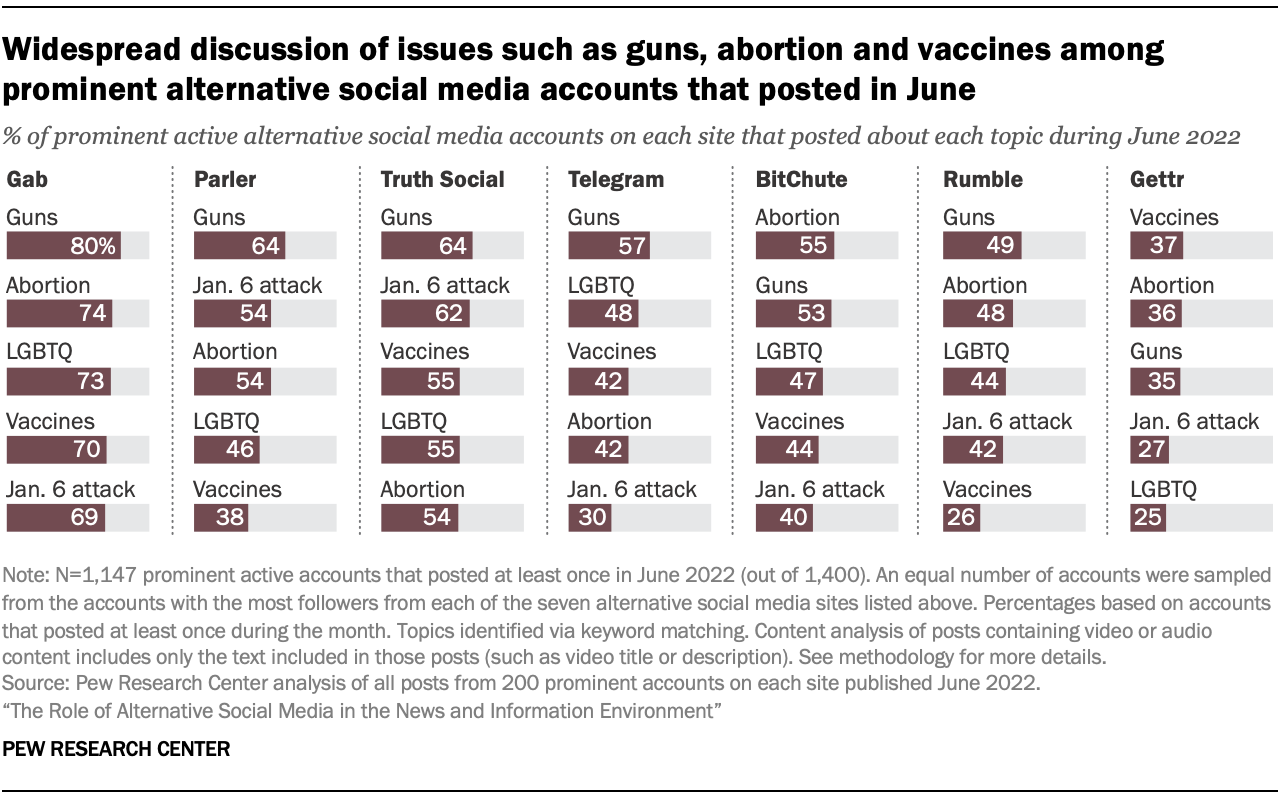 Widespread discussion of issues such as guns, abortion and vaccines among
prominent alternative social media accounts that posted in June
% of prominent active alternative social media accounts on each site that posted about each topic during June 2022
Gab
Guns
80%
Abortion
74
LGBTQ
73
Vaccines
70
Jan. 6 attack
69
Parler
Guns
64
Jan. 6 attack
54
Abortion
54
LGBTQ
46
Vaccines
38
Truth Social
Guns
64
Jan. 6 attack
62
Vaccines
55
LGBTQ
55
Abortion
54
Telegram
Guns
57
LGBTQ
48
Vaccines
42
Abortion
42
Jan. 6 attack
30
BitChute
Abortion
55
Guns
53
LGBTQ
47
Vaccines
44
Jan. 6 attack
40
Rumble
Guns
49
Abortion
48
LGBTQ
44
Jan. 6 attack
42
Vaccines
26
Gettr
Vaccines
37
Abortion
36
Guns
35
Jan. 6 attack
27
LGBTQ
25
Note: N=1,147 prominent active accounts that posted at least once in June 2022 (out of 1,400). An equal number of accounts were sampled
from the accounts with the most followers from each of the seven alternative social media sites listed above. Percentages based on accounts
that posted at least once during the month. Topics identified via keyword matching. Content analysis of posts containing video or audio
content includes only the text included in those posts (such as video title or description). See methodology for more details.
Source: Pew Research Center analysis of all posts from 200 prominent accounts on each site published June 2022.
“The Role of Alternative Social Media in the News and Information Environment”
PEW RESEARCH CENTER